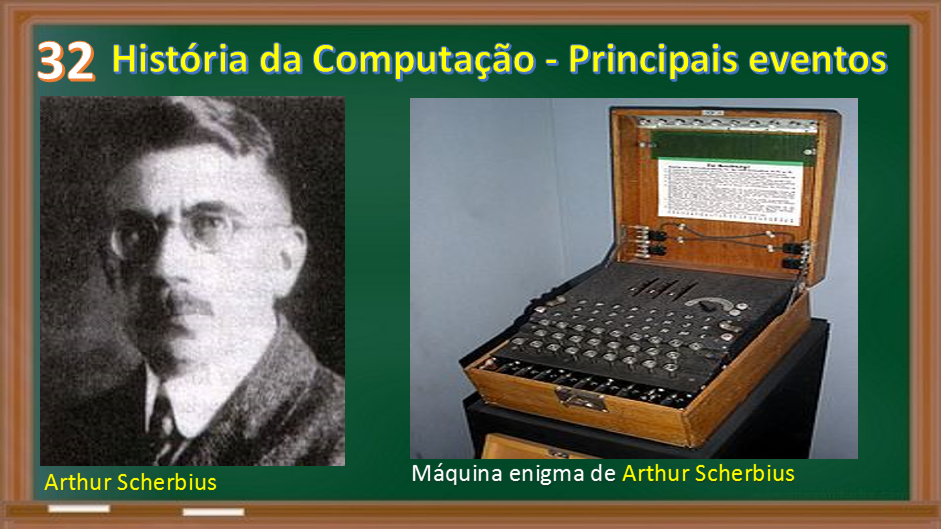 32 História da Computação - Principais eventos
Arthur Scherbius
Máquina enigma de Arthur Scherbius